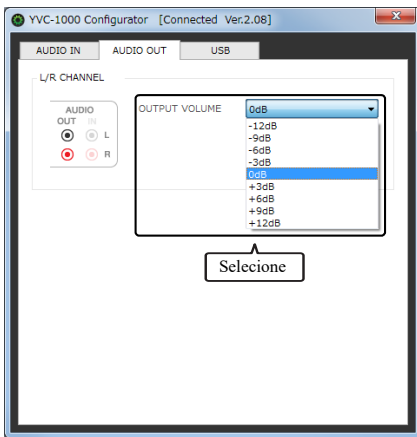 YVC-1000 Configurator [Connected Ver.2.08]
AUDIO IN AUDIO OUT USB
L/R CHANNEL
AUDIO
OUT IN
L
R
OUTPUT VOLUME 0dB
-12dB
-9dB
-6dB
-3dB
0dB
+3dB
+6dB
+9dB
+12dB
Selecione